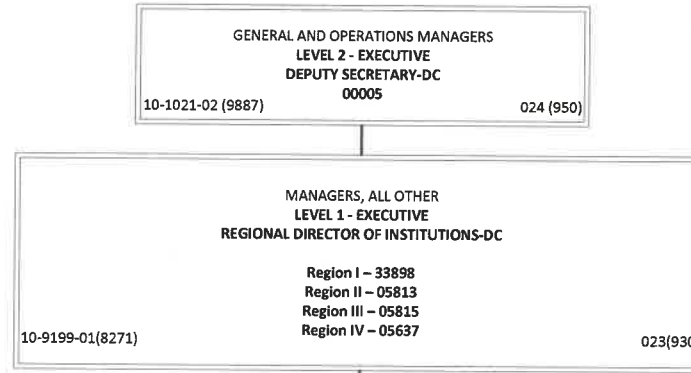 GENERAL AND OPERATIONS MANAGERS
LEVEL 2 - EXECUTIVE
DEPUTY SECRETARY-DC
00005
10-1021-02 (9887) 024 (950)
MANAGERS, ALL OTHER
LEVEL 1 - EXECUTIVE
REGIONAL DIRECTOR OF INSTITUTIONS-DC
Region I – 33898
Region II – 05813
Region III – 05815
Region IV – 05637
10-9199-01(8271) 023(930